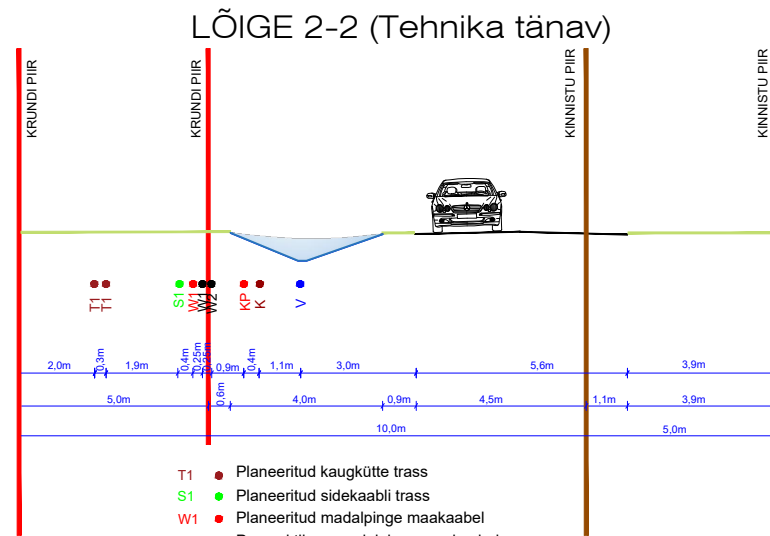 LÕIGE 2-2 (Tehnika tänav)
KRUNDI PIIR
KRUNDI PIIR
KINNISTU PIIR
KINNISTU PIIR
T1
T1
S1
W1
W1
W2
KP
K
V
2,0m
0,3m
1,9m
0,4m
0,25m
0,25m
0,9m
0,4m
1,1m
3,0m
5,6m
3,9m
5,0m
0,6m
4,0m
0,9m
4,5m
1,1m
3,9m
10,0m
5,0m
T1 Planeeritud kaugkütte trass
S1 Planeeritud sidekaabli trass
W1 Planeeritud madalpinge maakaabel